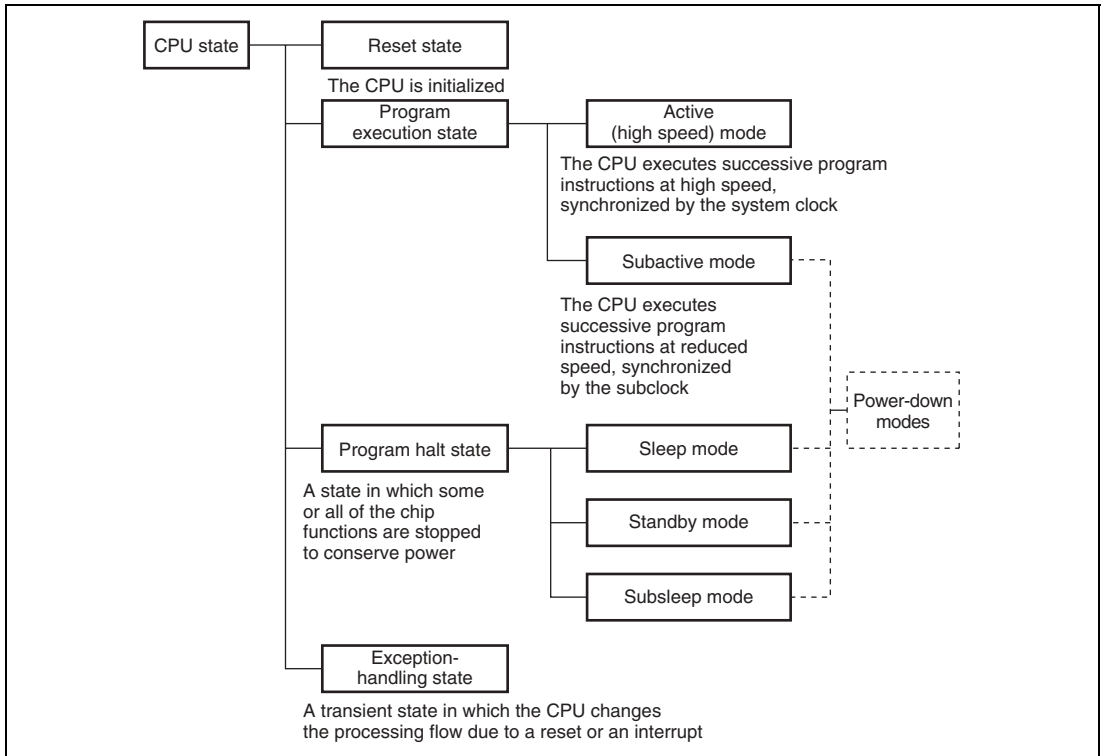 CPU state
Reset state
The CPU is initialized
Program
execution state
Active
(high speed) mode
The CPU executes successive program
instructions at high speed,
synchronized by the system clock
Subactive mode
The CPU executes
successive program
instructions at reduced
speed, synchronized
by the subclock
Power-down
modes
Program halt state
A state in which some
or all of the chip
functions are stopped
to conserve power
Sleep mode
Standby mode
Subsleep mode
Exception-
handling state
A transient state in which the CPU changes
the processing flow due to a reset or an interrupt